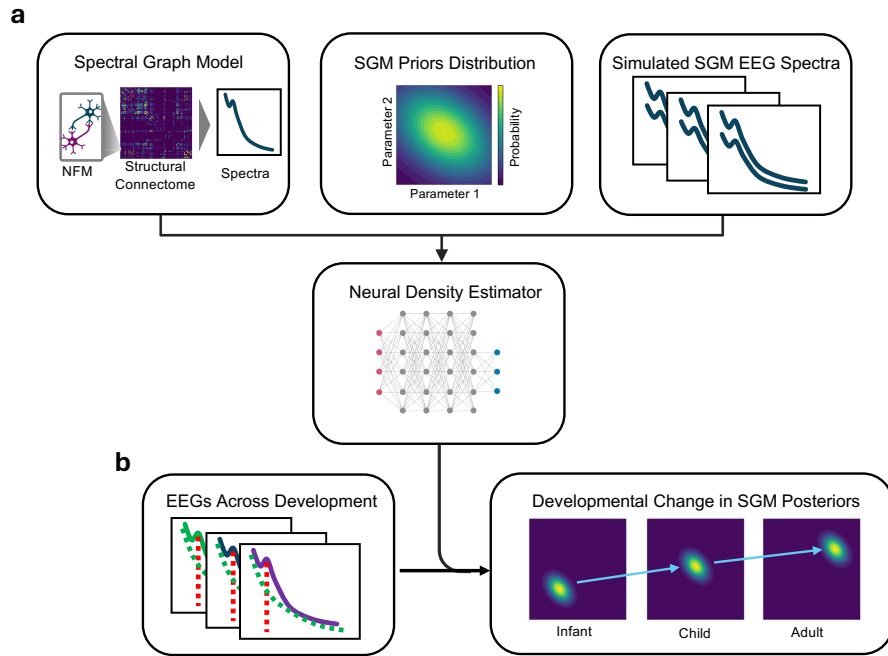 a
Spectral Graph Model
NFM
Structural
Connectome
Spectra
SGM Priors Distribution
Parameter 2
Parameter 1
Probability
Simulated SGM EEG Spectra
Neural Density Estimator
b
EEGs Across Development
Developmental Change in SGM Posteriors
Infant
Child
Adult